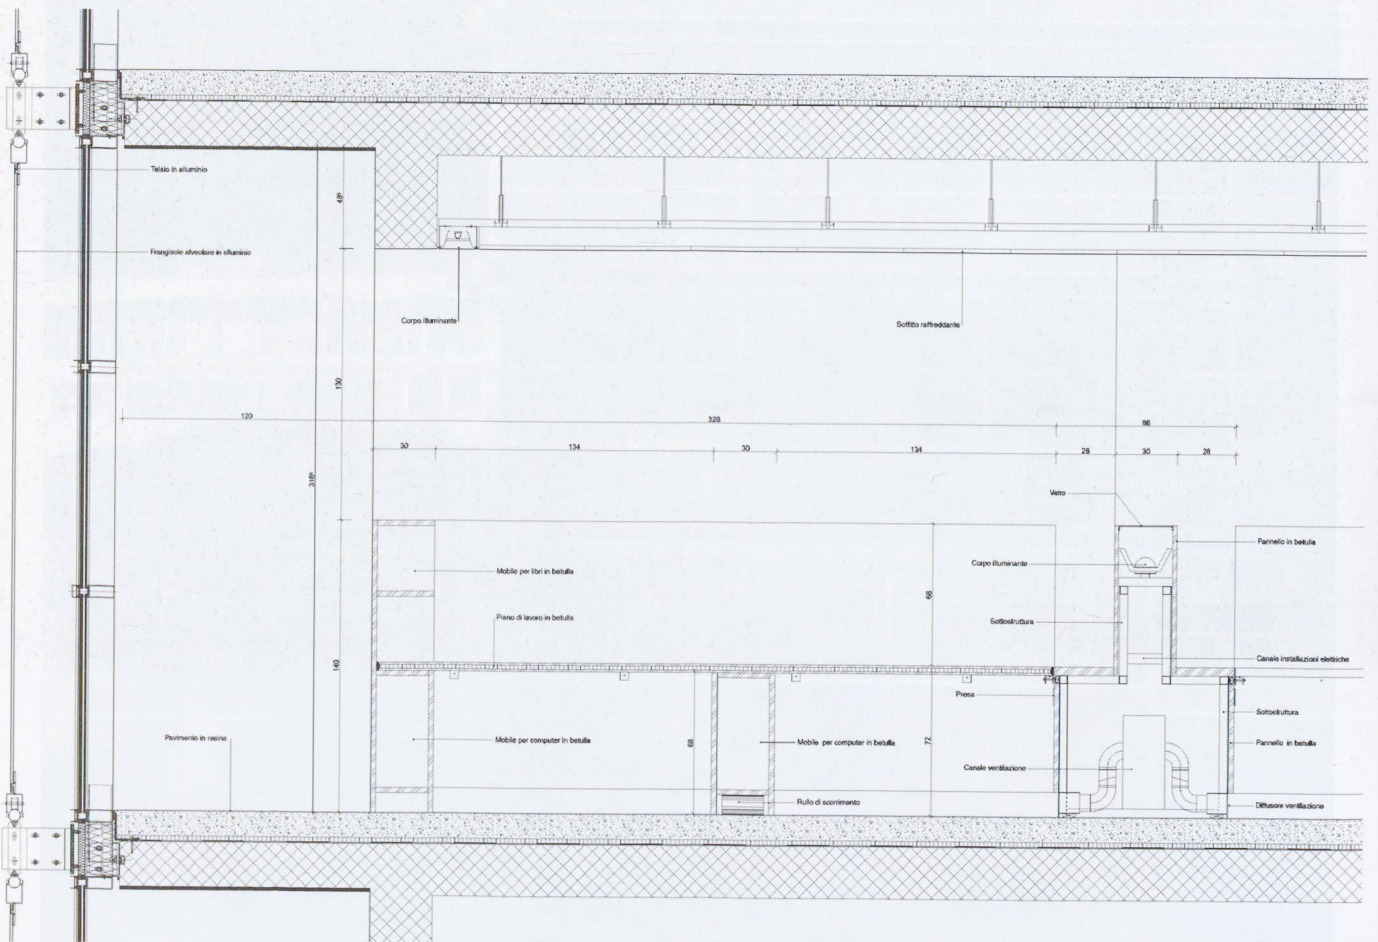 Telaio in alluminio
48⁵
Frangisole alveolare in alluminio
Corpo illuminante
Soffitto raffreddante
130
120
328
86
30
134
30
134
28
30
28
318⁵
Vetro
Pannello in betulla
Corpo illuminante
Mobile per libri in betulla
68
Piano di lavoro in betulla
Sottostruttura
140
Canale installazioni elettriche
Presa
Sottostruttura
Pavimento in resina
Mobile per computer in betulla
68
Mobile per computer in betulla
72
Pannello in betulla
Canale ventilazione
Rullo di scorrimento
Diffusore ventilazione